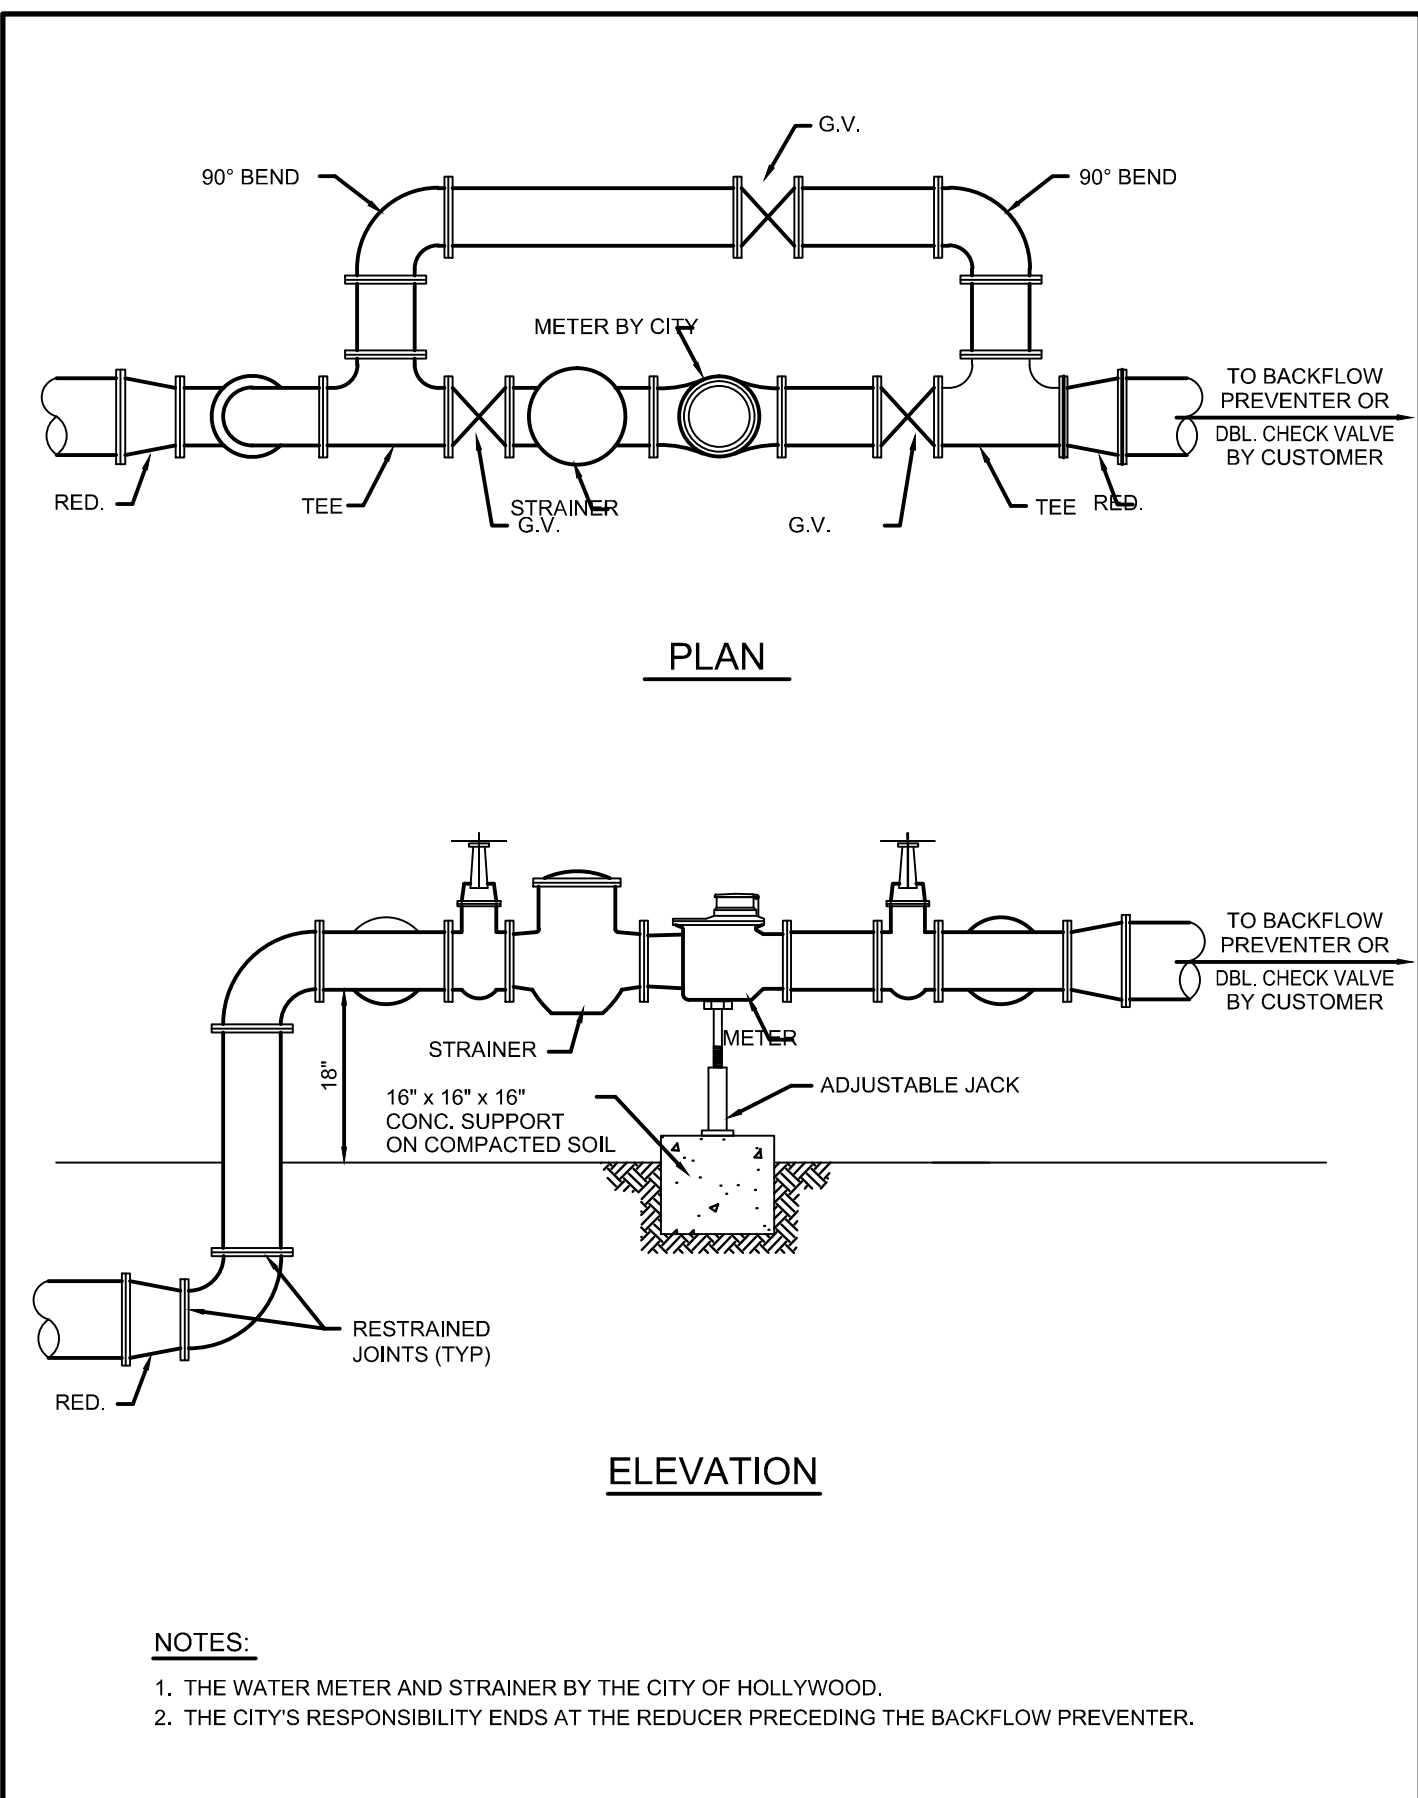 G.V.
90° BEND
90° BEND
METER BY CITY
TO BACKFLOW
PREVENTER OR
DBL. CHECK VALVE
BY CUSTOMER
RED.
TEE
STRAINER
G.V.
G.V.
TEE
RED.
PLAN
TO BACKFLOW
PREVENTER OR
DBL. CHECK VALVE
BY CUSTOMER
STRAINER
METER
18"
ADJUSTABLE JACK
16" x 16" x 16"
CONC. SUPPORT
ON COMPACTED SOIL
RESTRAINED
JOINTS (TYP)
RED.
ELEVATION
NOTES:
1. THE WATER METER AND STRAINER BY THE CITY OF HOLLYWOOD.
2. THE CITY'S RESPONSIBILITY ENDS AT THE REDUCER PRECEDING THE BACKFLOW PREVENTER.